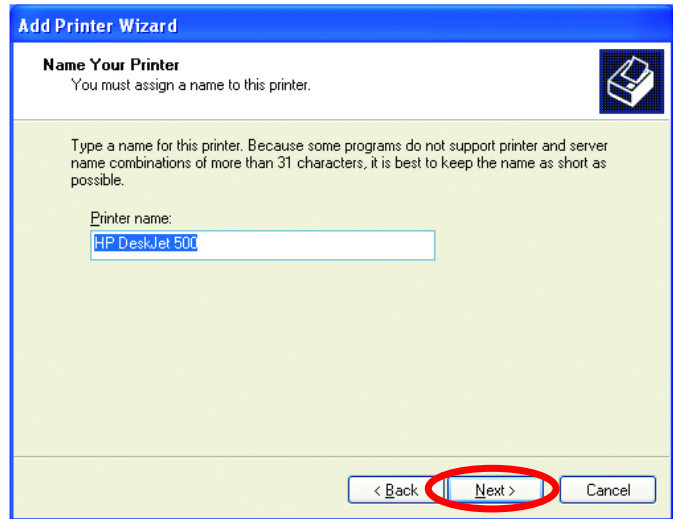 Add Printer Wizard
Name Your Printer
You must assign a name to this printer.
Type a name for this printer. Because some programs do not support printer and server
name combinations of more than 31 characters, it is best to keep the name as short as
possible.
Printer name:
HP DeskJet 500
< Back Next > Cancel